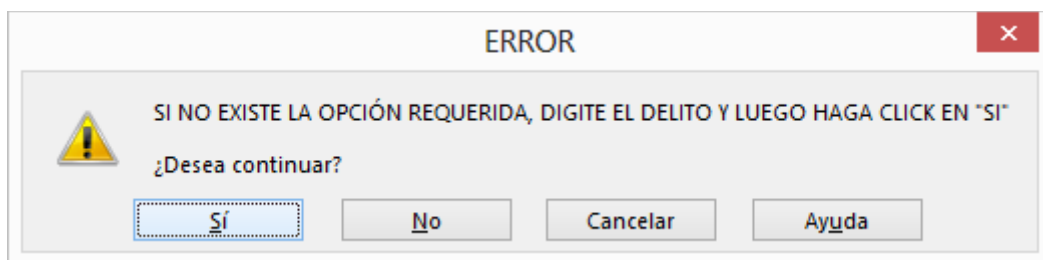 ERROR
SI NO EXISTE LA OPCIÓN REQUERIDA, DIGITE EL DELITO Y LUEGO HAGA CLICK EN "SI"
¿Desea continuar?
Sí No Cancelar Ayuda